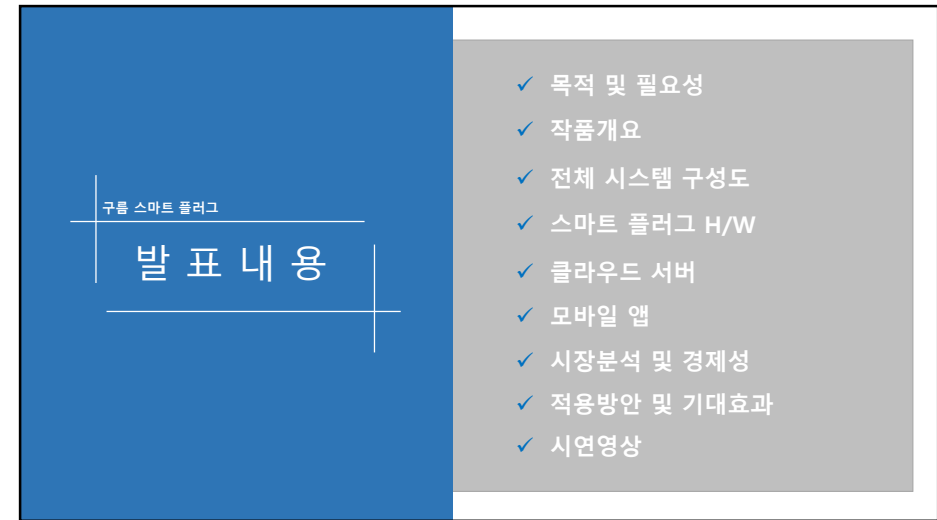 구름 스마트 플러그
발 표 내 용
✓ 목적 및 필요성
✓ 작품개요
✓ 전체 시스템 구성도
✓ 스마트 플러그 H/W
✓ 클라우드 서버
✓ 모바일 앱
✓ 시장분석 및 경제성
✓ 적용방안 및 기대효과
✓ 시연영상